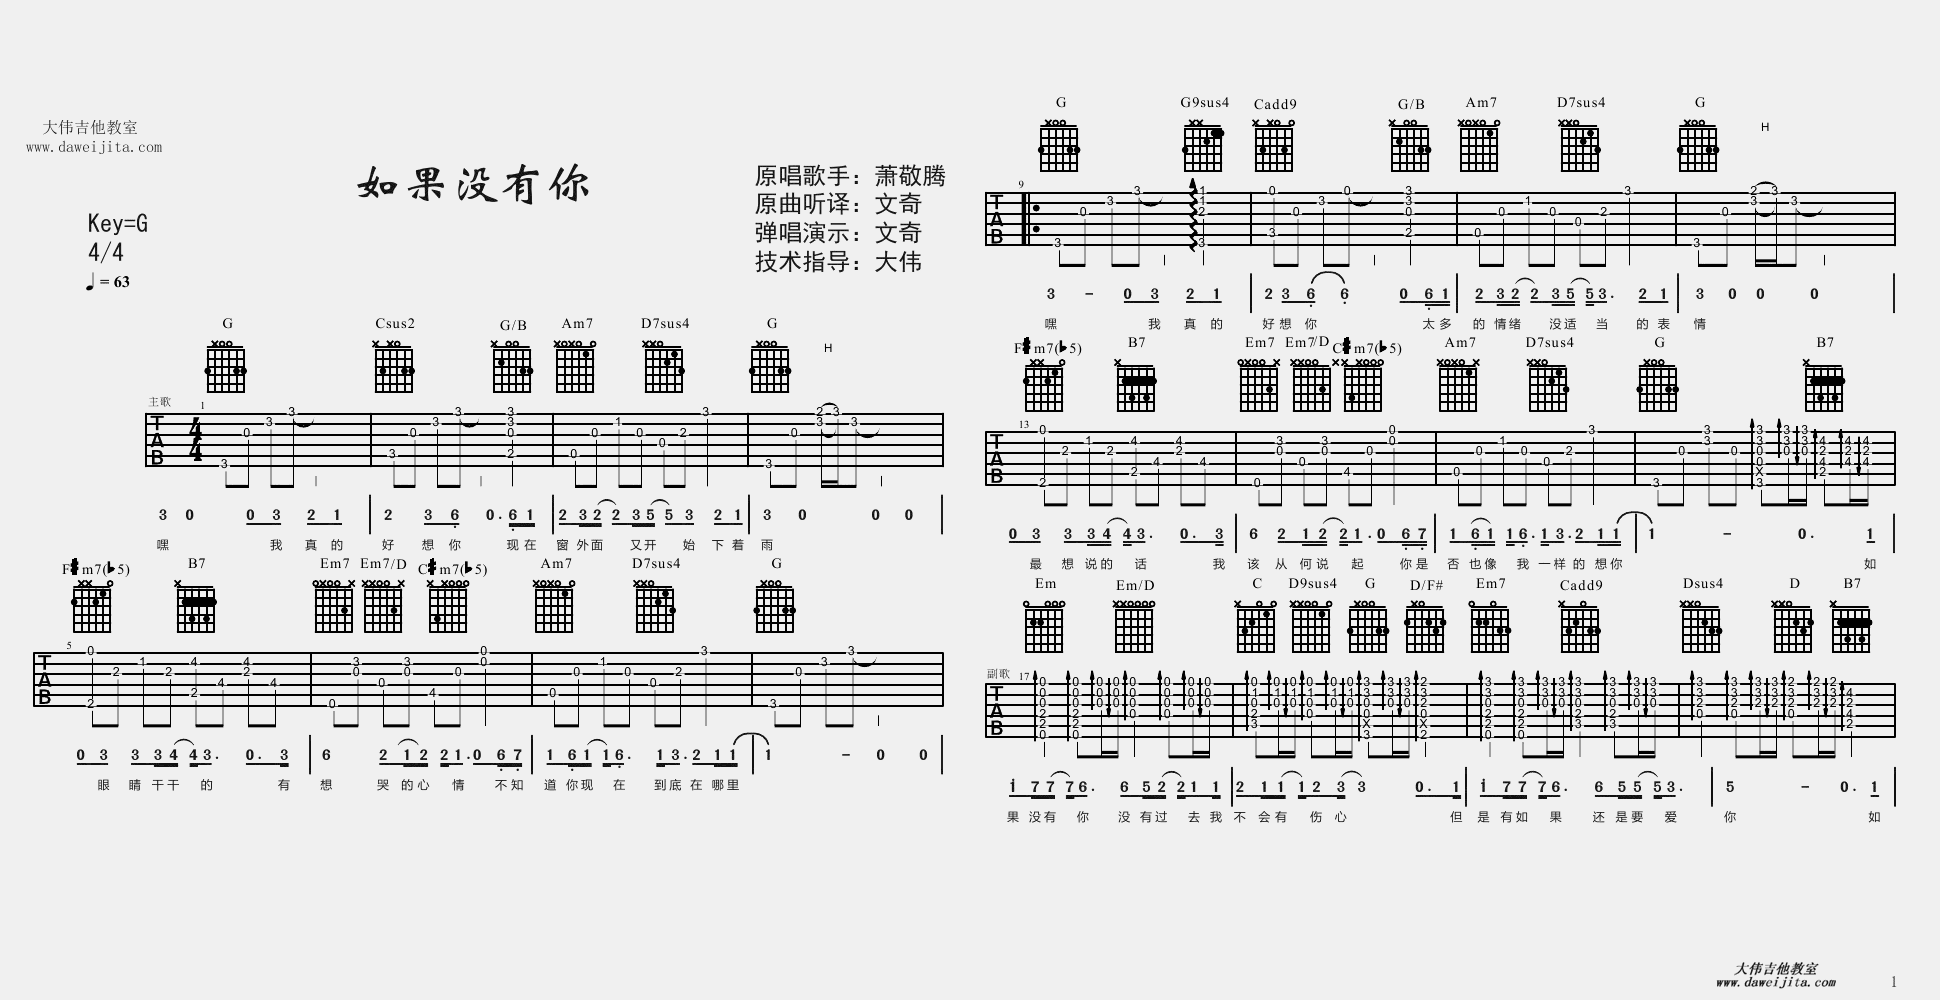 大伟吉他教室
www.daweijita.com
如果没有你
原唱歌手：萧敬腾
原曲听译：文奇
弹唱演示：文奇
技术指导：大伟
Key=G
4/4
♩= 63
G Csus2 G/B Am7 D7sus4 G
H
主歌 1
T A B 4 4
3 0 0 3 2 1 2 3 6 0. 6 1 2 3 2 2 3 5 5 3 2 1 3 0 0 0
嘿 我 真 的 好 想 你 现 在 窗 外 面 又 开 始 下 着 雨
F#m7(b5) B7 Em7 Em7/D C#m7(b5) Am7 D7sus4 G
5
T A B
0 3 3 3 4 4 3. 0. 3 6 2 1 2 2 1. 0 6 7 1 6 1 1 6. 1 3. 2 1 1 1 - 0 0
眼 睛 干 干 的 有 想 哭 的 心 情 不 知 道 你 现 在 到 底 在 哪 里
G G9sus4 Cadd9 G/B Am7 D7sus4 G
H
9
T A B
3 - 0 3 2 1 2 3 6 6 0 6 1 2 3 2 2 3 5 5 3. 2 1 3 0 0 0
嘿 我 真 的 好 想 你 太 多 的 情 绪 没 适 当 的 表 情
F#m7(b5) B7 Em7 Em7/D C#m7(b5) Am7 D7sus4 G B7
13
T A B
0 3 3 3 4 4 3. 0. 3 6 2 1 2 2 1. 0 6 7 1 6 1 1 6. 1 3. 2 1 1 1 - 0. 1
最 想 说 的 话 我 该 从 何 说 起 你 是 否 也 像 我 一 样 的 想 你 如
Em Em/D C D9sus4 G D/F# Em7 Cadd9 Dsus4 D B7
副歌 17
T A B
1 7 7 7 6. 6 5 2 2 1 1 2 1 1 1 2 3 3 0. 1 1 7 7 7 6. 6 5 5 5 3. 5 - 0. 1
果 没 有 你 没 有 过 去 我 不 会 有 伤 心 但 是 有 如 果 还 是 要 爱 你 如
大伟吉他教室
www.daweijita.com
1